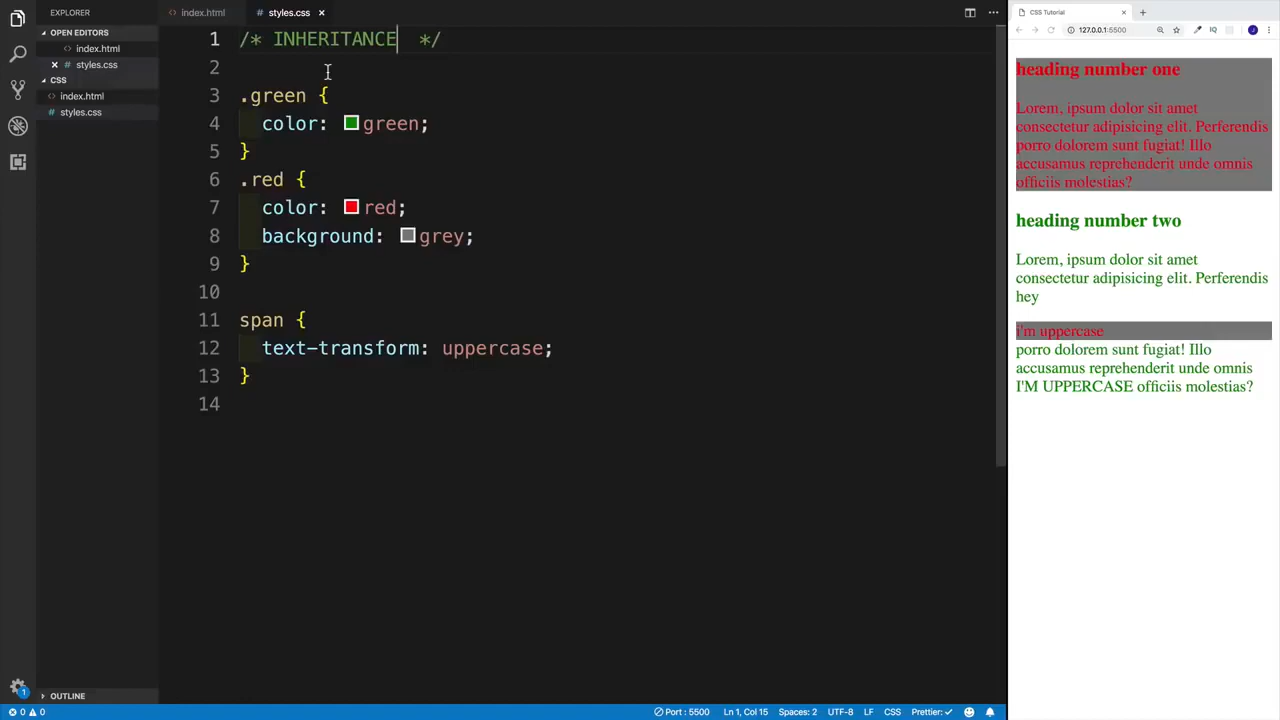 EXPLORER
OPEN EDITORS
index.html
styles.css
CSS
index.html
styles.css
OUTLINE
index.html
styles.css
1 /* INHERITANCE  */
2
3 .green {
4 color: green;
5 }
6 .red {
7 color: red;
8 background: grey;
9 }
10
11 span {
12 text-transform: uppercase;
13 }
14
CSS Tutorial
127.0.0.1:5500
heading number one
Lorem, ipsum dolor sit amet
consectetur adipisicing elit. Perferendis
porro dolorem sunt fugiat! Illo
accusamus reprehenderit unde omnis
officiis molestias?
heading number two
Lorem, ipsum dolor sit amet
consectetur adipisicing elit. Perferendis
hey
i'm uppercase
porro dolorem sunt fugiat! Illo
accusamus reprehenderit unde omnis
I'M UPPERCASE officiis molestias?
1
0 0 Port : 5500 Ln 1, Col 15 Spaces: 2 UTF-8 LF CSS Prettier: ✓